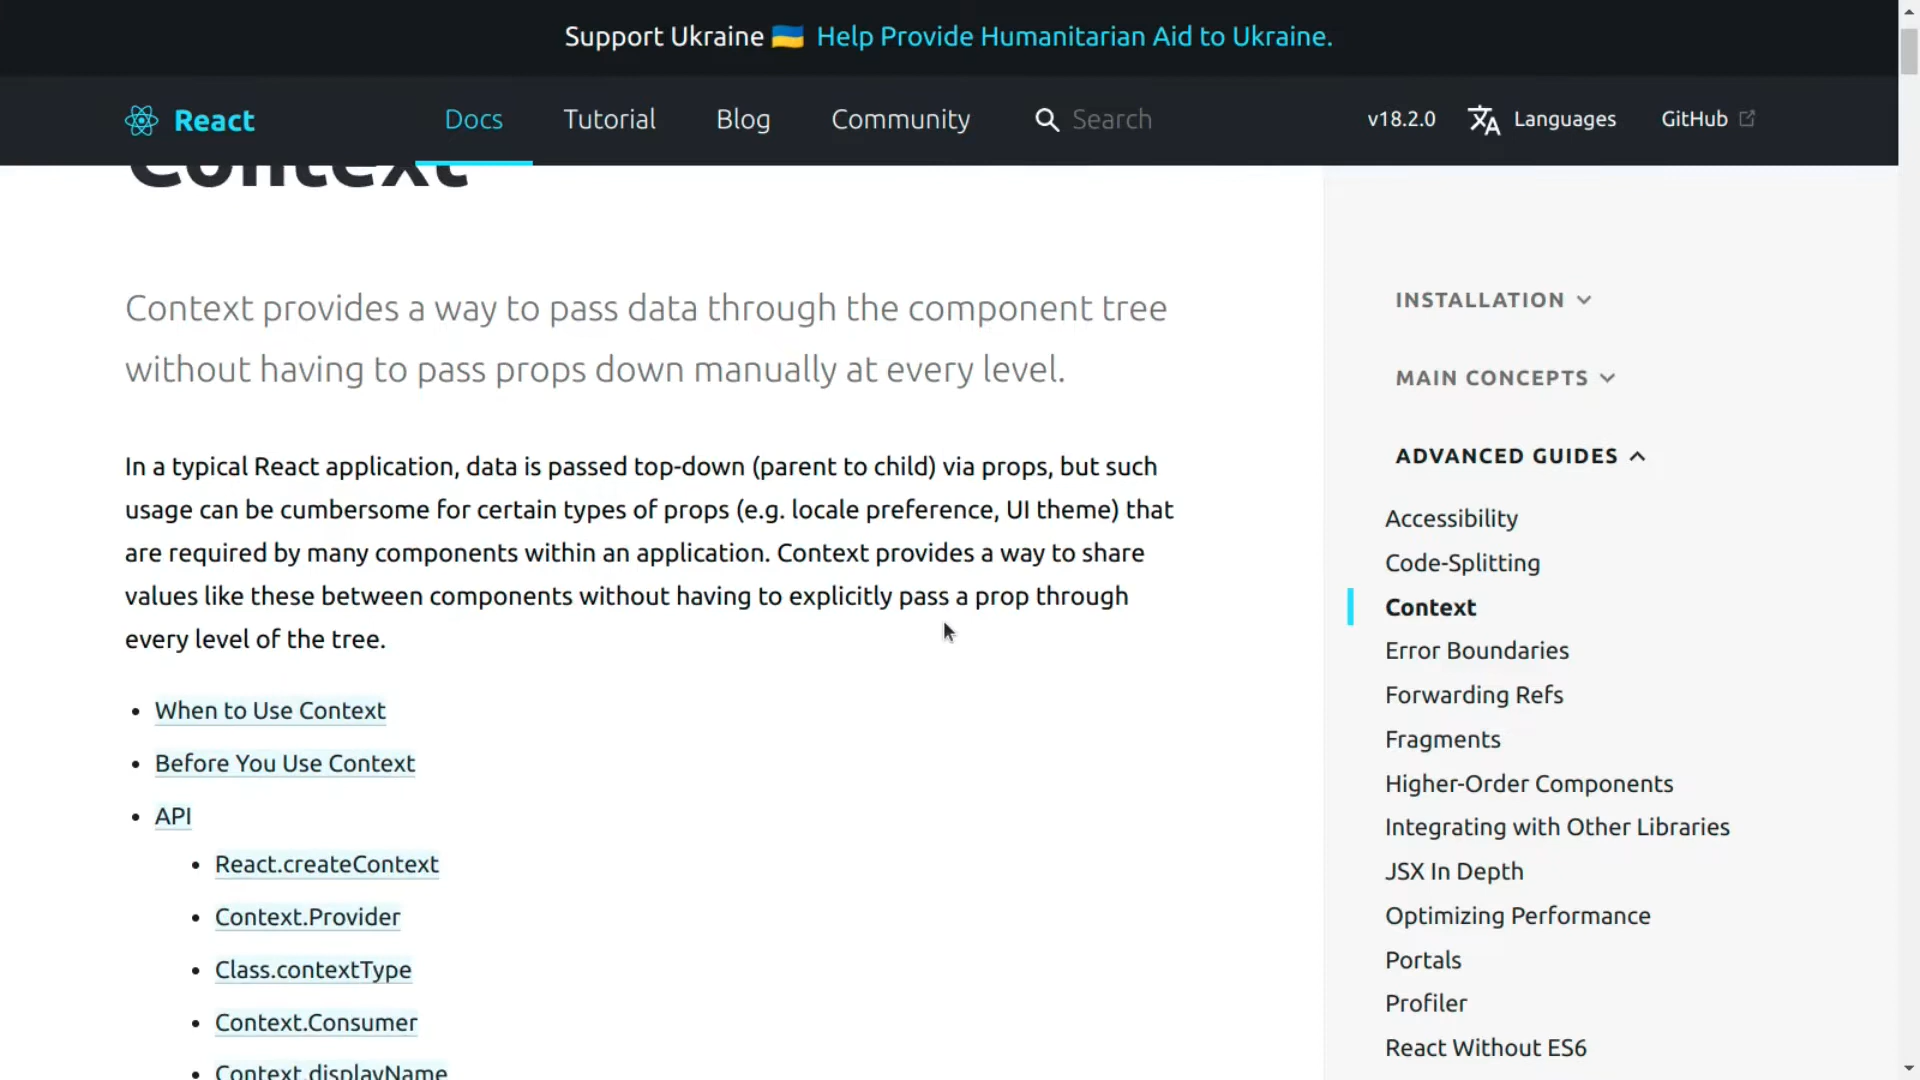 Support Ukraine 🇺🇦 Help Provide Humanitarian Aid to Ukraine.
React Docs Tutorial Blog Community Search v18.2.0 Languages GitHub
Context
Context provides a way to pass data through the component tree
without having to pass props down manually at every level.
In a typical React application, data is passed top-down (parent to child) via props, but such
usage can be cumbersome for certain types of props (e.g. locale preference, UI theme) that
are required by many components within an application. Context provides a way to share
values like these between components without having to explicitly pass a prop through
every level of the tree.
• When to Use Context
• Before You Use Context
• API
• React.createContext
• Context.Provider
• Class.contextType
• Context.Consumer
• Context.displayName
INSTALLATION
MAIN CONCEPTS
ADVANCED GUIDES
Accessibility
Code-Splitting
Context
Error Boundaries
Forwarding Refs
Fragments
Higher-Order Components
Integrating with Other Libraries
JSX In Depth
Optimizing Performance
Portals
Profiler
React Without ES6